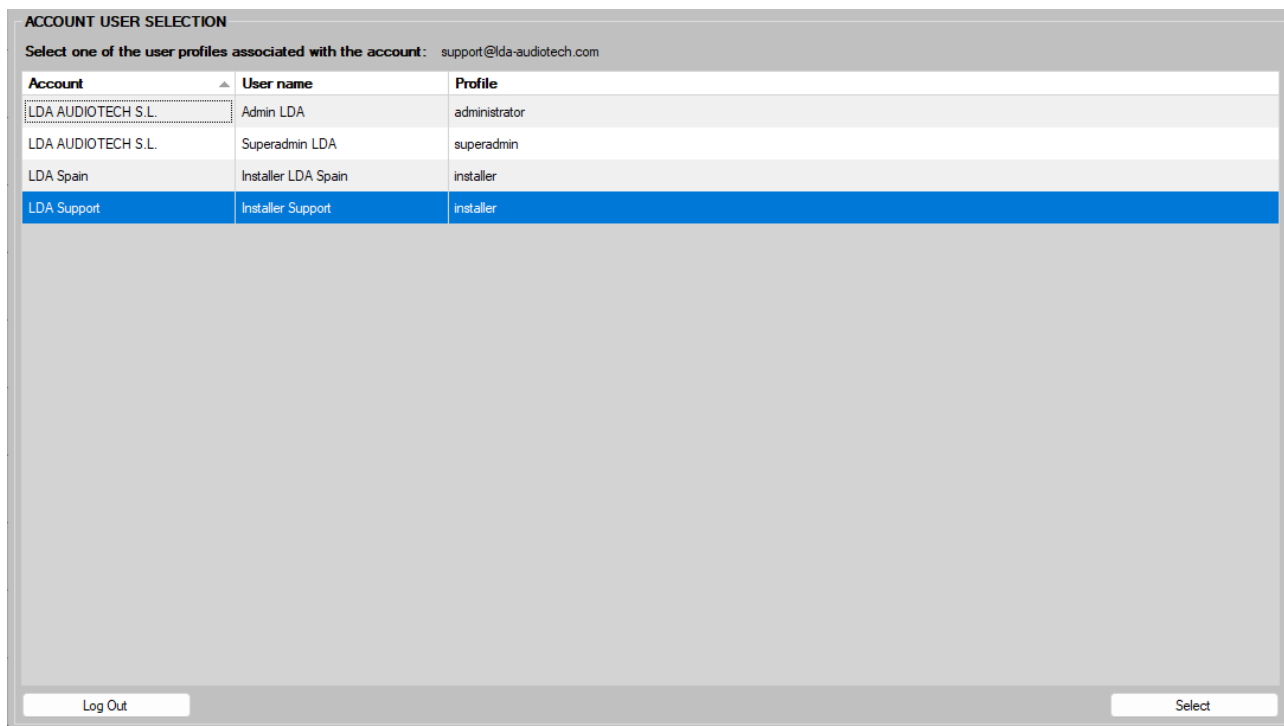 ACCOUNT USER SELECTION
Select one of the user profiles associated with the account: support@lda-audiotech.com
Account User name Profile
LDA AUDIOTECH S.L. Admin LDA administrator
LDA AUDIOTECH S.L. Superadmin LDA superadmin
LDA Spain Installer LDA Spain installer
LDA Support Installer Support installer
Log Out Select